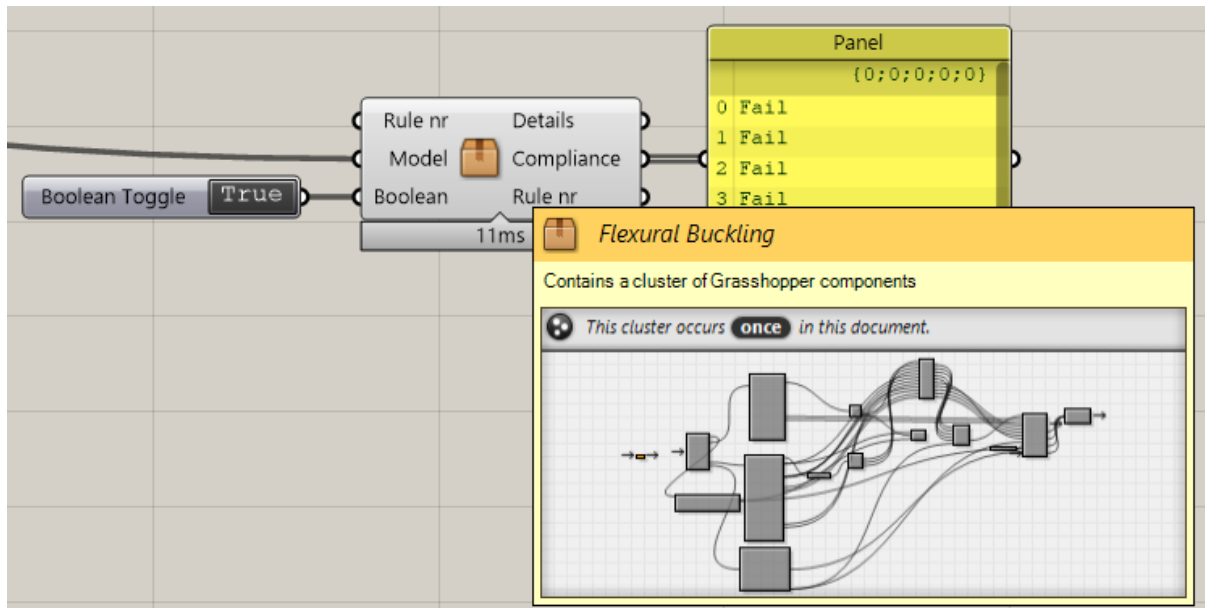 Panel
{0;0;0;0;0}
0 Fail
1 Fail
2 Fail
3 Fail
Rule nr Details
Model Compliance
Boolean Rule nr
Boolean Toggle True
11ms
Flexural Buckling
Contains a cluster of Grasshopper components
This cluster occurs once in this document.